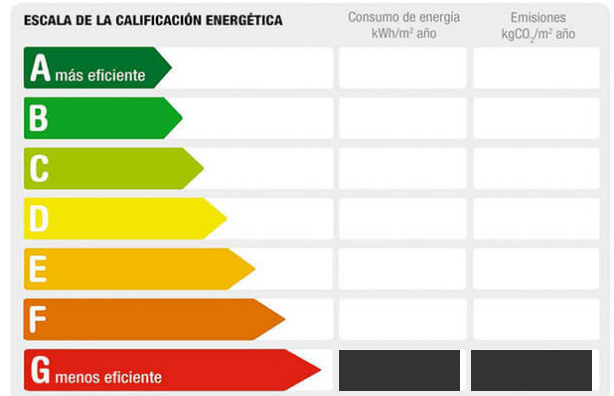 ESCALA DE LA CALIFICACIÓN ENERGÉTICA
Consumo de energía
kWh/m² año
Emisiones
kgCO₂/m² año
A más eficiente
B
C
D
E
F
G menos eficiente